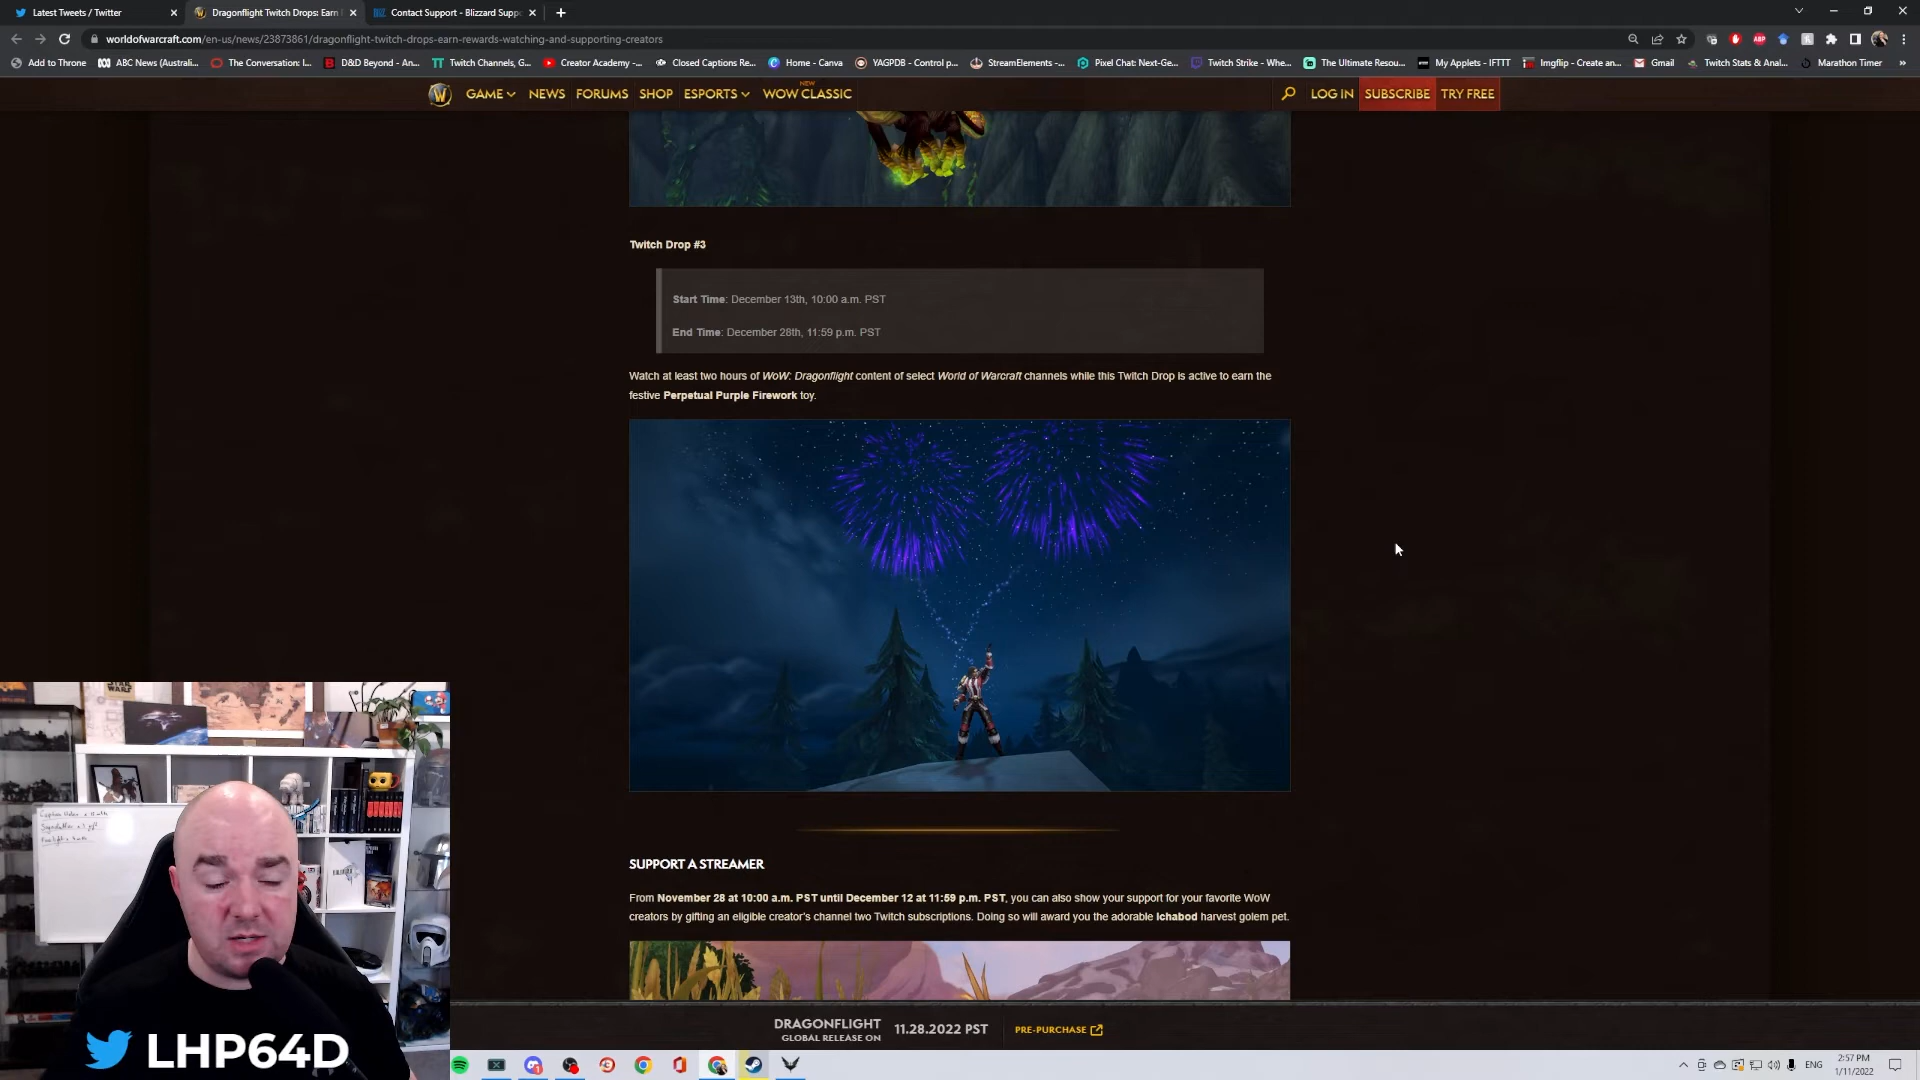 Latest Tweets / Twitter
Dragonflight Twitch Drops: Earn
Contact Support - Blizzard Supp
worldofwarcraft.com/en-us/news/23873861/dragonflight-twitch-drops-earn-rewards-watching-and-supporting-creators
Add to Throne
ABC News (Australi...
The Conversation: I...
D&D Beyond - An...
Twitch Channels, G...
Creator Academy -...
Closed Captions Re...
Home - Canva
YAGPDB - Control p...
StreamElements -...
Pixel Chat: Next-Ge...
Twitch Strike - Whe...
The Ultimate Resou...
My Applets - IFTTT
Imgflip - Create an...
Gmail
Twitch Stats & Anal...
Marathon Timer
GAME
NEWS
FORUMS
SHOP
ESPORTS
NEW
WOW CLASSIC
LOG IN
SUBSCRIBE
TRY FREE
Twitch Drop #3
Start Time: December 13th, 10:00 a.m. PST
End Time: December 28th, 11:59 p.m. PST
Watch at least two hours of WoW: Dragonflight content of select World of Warcraft channels while this Twitch Drop is active to earn the
festive Perpetual Purple Firework toy.
SUPPORT A STREAMER
From November 28 at 10:00 a.m. PST until December 12 at 11:59 p.m. PST, you can also show your support for your favorite WoW
creators by gifting an eligible creator's channel two Twitch subscriptions. Doing so will award you the adorable Ichabod harvest golem pet.
DRAGONFLIGHT
GLOBAL RELEASE ON
11.28.2022 PST
PRE-PURCHASE
LHP64D
ENG
2:57 PM
1/11/2022